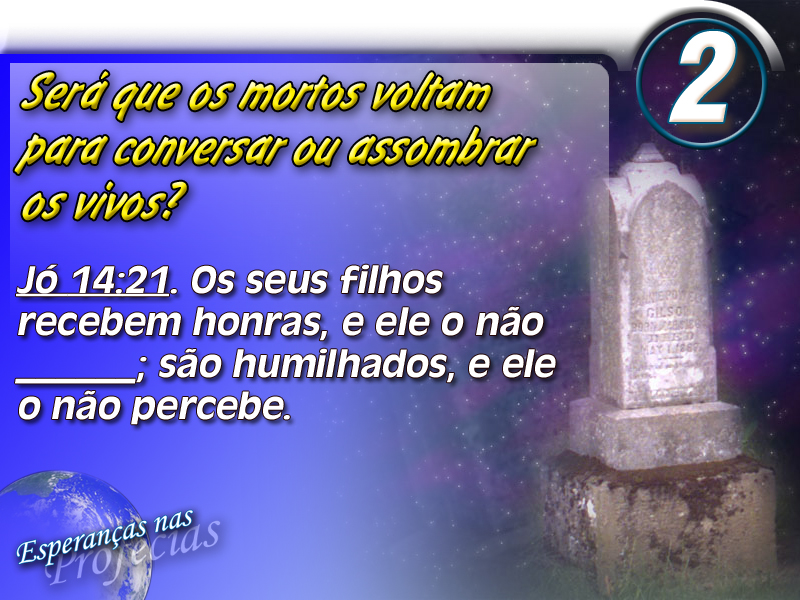 2
Será que os mortos voltam
para conversar ou assombrar
os vivos?
Jó 14:21. Os seus filhos
recebem honras, e ele o não
______; são humilhados, e ele
o não percebe.
GILSON
Esperanças nas
Profecias